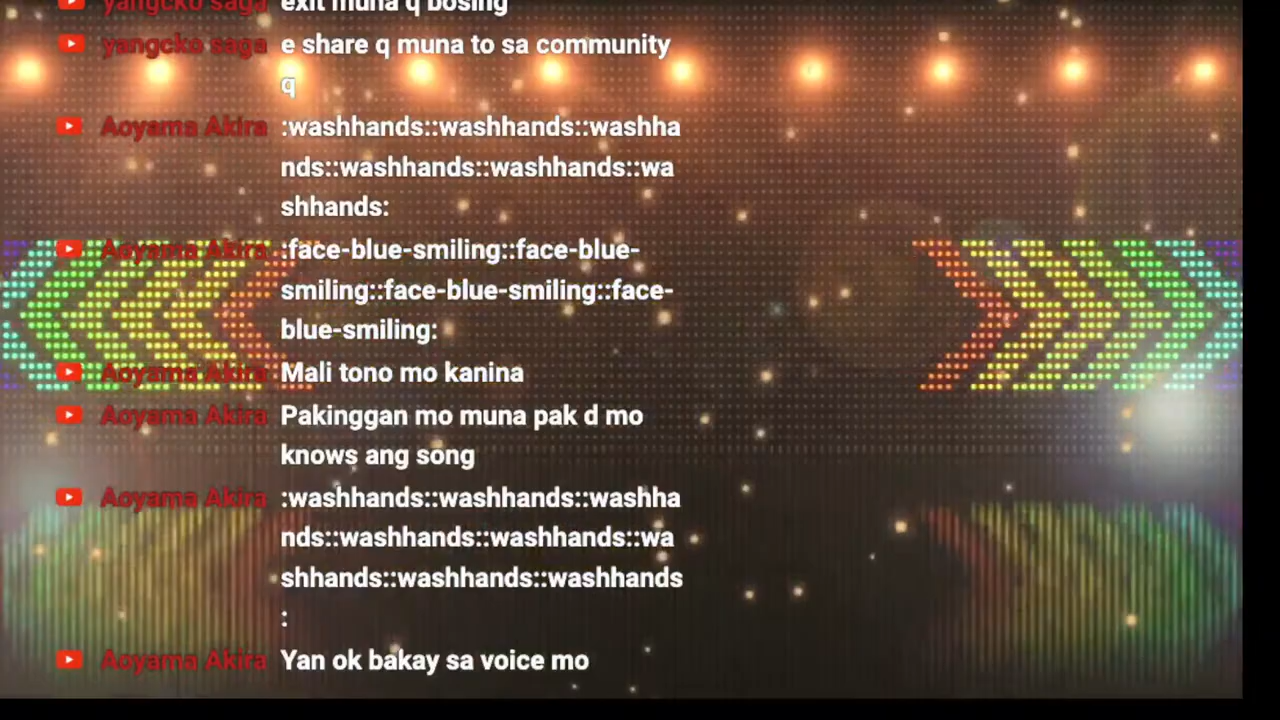 yangcko saga exit muna q bosing
yangcko saga e share q muna to sa community
q
Aoyama Akira :washhands::washhands::washha
nds::washhands::washhands::wa
shhands:
Aoyama Akira :face-blue-smiling::face-blue-
smiling::face-blue-smiling::face-
blue-smiling:
Aoyama Akira Mali tono mo kanina
Aoyama Akira Pakinggan mo muna pak d mo
knows ang song
Aoyama Akira :washhands::washhands::washha
nds::washhands::washhands::wa
shhands::washhands::washhands
:
Aoyama Akira Yan ok bakay sa voice mo